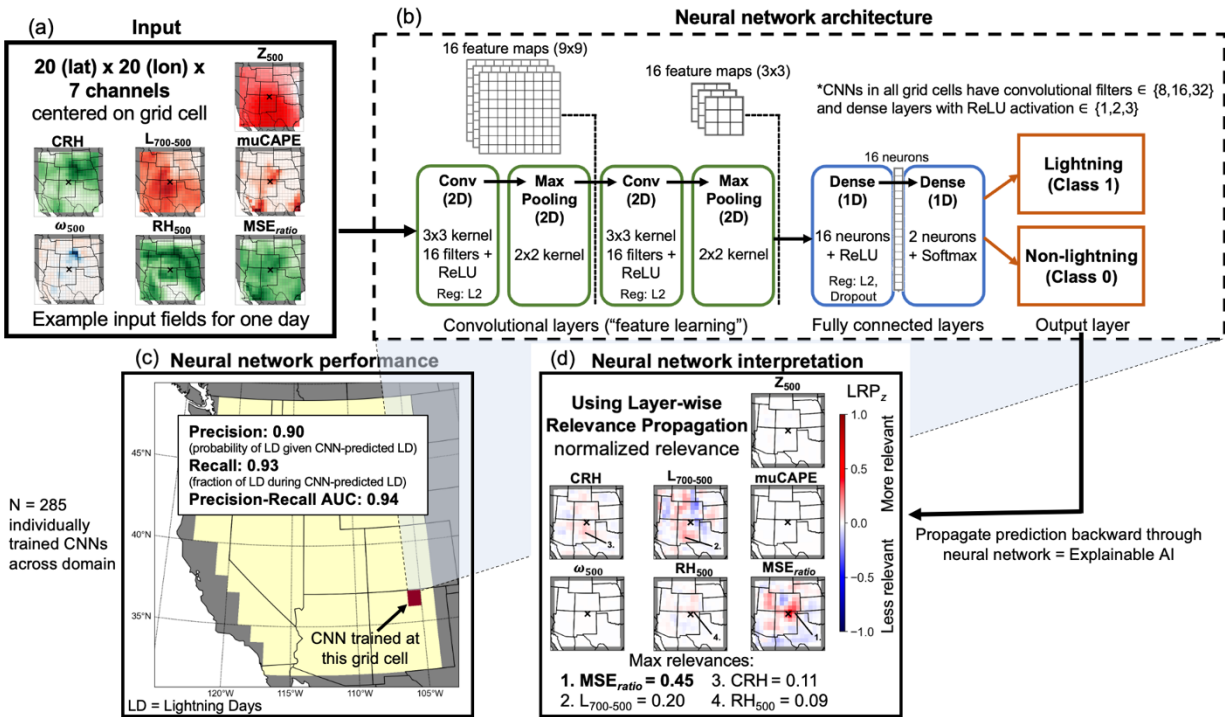 (a)
Input
20 (lat) x 20 (lon) x
7 channels
centered on grid cell
Z500
CRH
L700-500
muCAPE
ω500
RH500
MSEratio
Example input fields for one day
(b)
Neural network architecture
16 feature maps (9x9)
16 feature maps (3x3)
*CNNs in all grid cells have convolutional filters ∈ {8,16,32}
and dense layers with ReLU activation ∈ {1,2,3}
Conv
(2D)
3x3 kernel
16 filters +
ReLU
Reg: L2
Max
Pooling
(2D)
2x2 kernel
Conv
(2D)
3x3 kernel
16 filters +
ReLU
Reg: L2
Max
Pooling
(2D)
2x2 kernel
16 neurons
Dense
(1D)
16 neurons
+ ReLU
Reg: L2,
Dropout
Dense
(1D)
2 neurons
+ Softmax
Lightning
(Class 1)
Non-lightning
(Class 0)
Convolutional layers (“feature learning”)
Fully connected layers
Output layer
(c)
Neural network performance
Precision: 0.90
(probability of LD given CNN-predicted LD)
Recall: 0.93
(fraction of LD during CNN-predicted LD)
Precision-Recall AUC: 0.94
45°N
40°N
35°N
120°W
115°W
110°W
105°W
CNN trained at
this grid cell
LD = Lightning Days
N = 285
individually
trained CNNs
across domain
(d)
Neural network interpretation
Using Layer-wise
Relevance Propagation
normalized relevance
Z500
CRH
3.
L700-500
2.
muCAPE
ω500
RH500
4.
MSEratio
1.
LRPz
1.0
0.5
0.0
−0.5
−1.0
More relevant
Less relevant
Max relevances:
1. MSEratio = 0.45
3. CRH = 0.11
2. L700-500 = 0.20
4. RH500 = 0.09
Propagate prediction backward through
neural network = Explainable AI